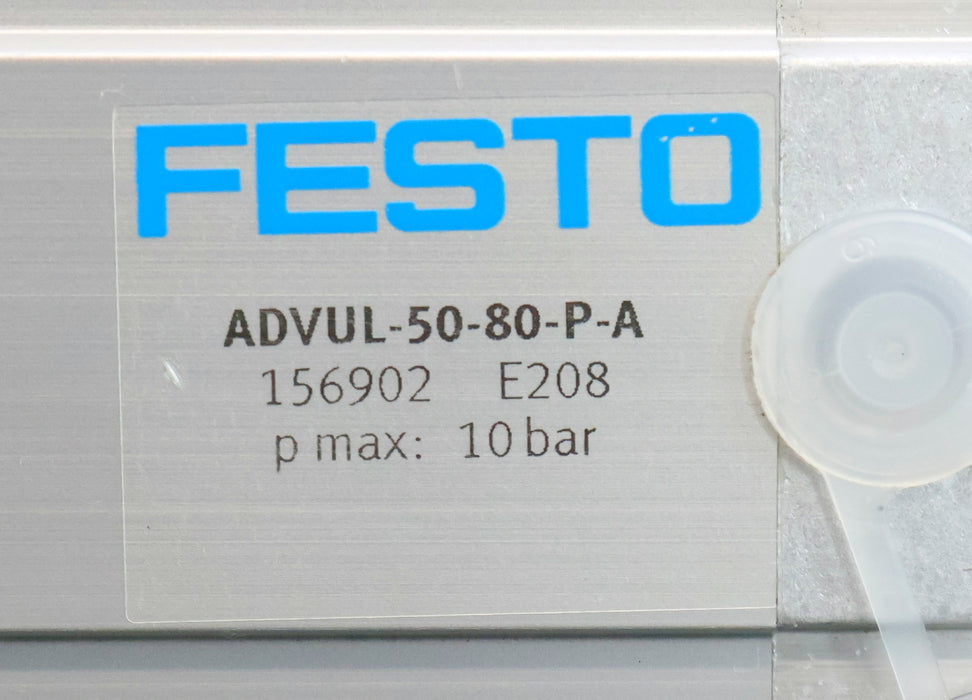 FESTO
ADVUL-50-80-P-A
156902 E208
p max: 10 bar